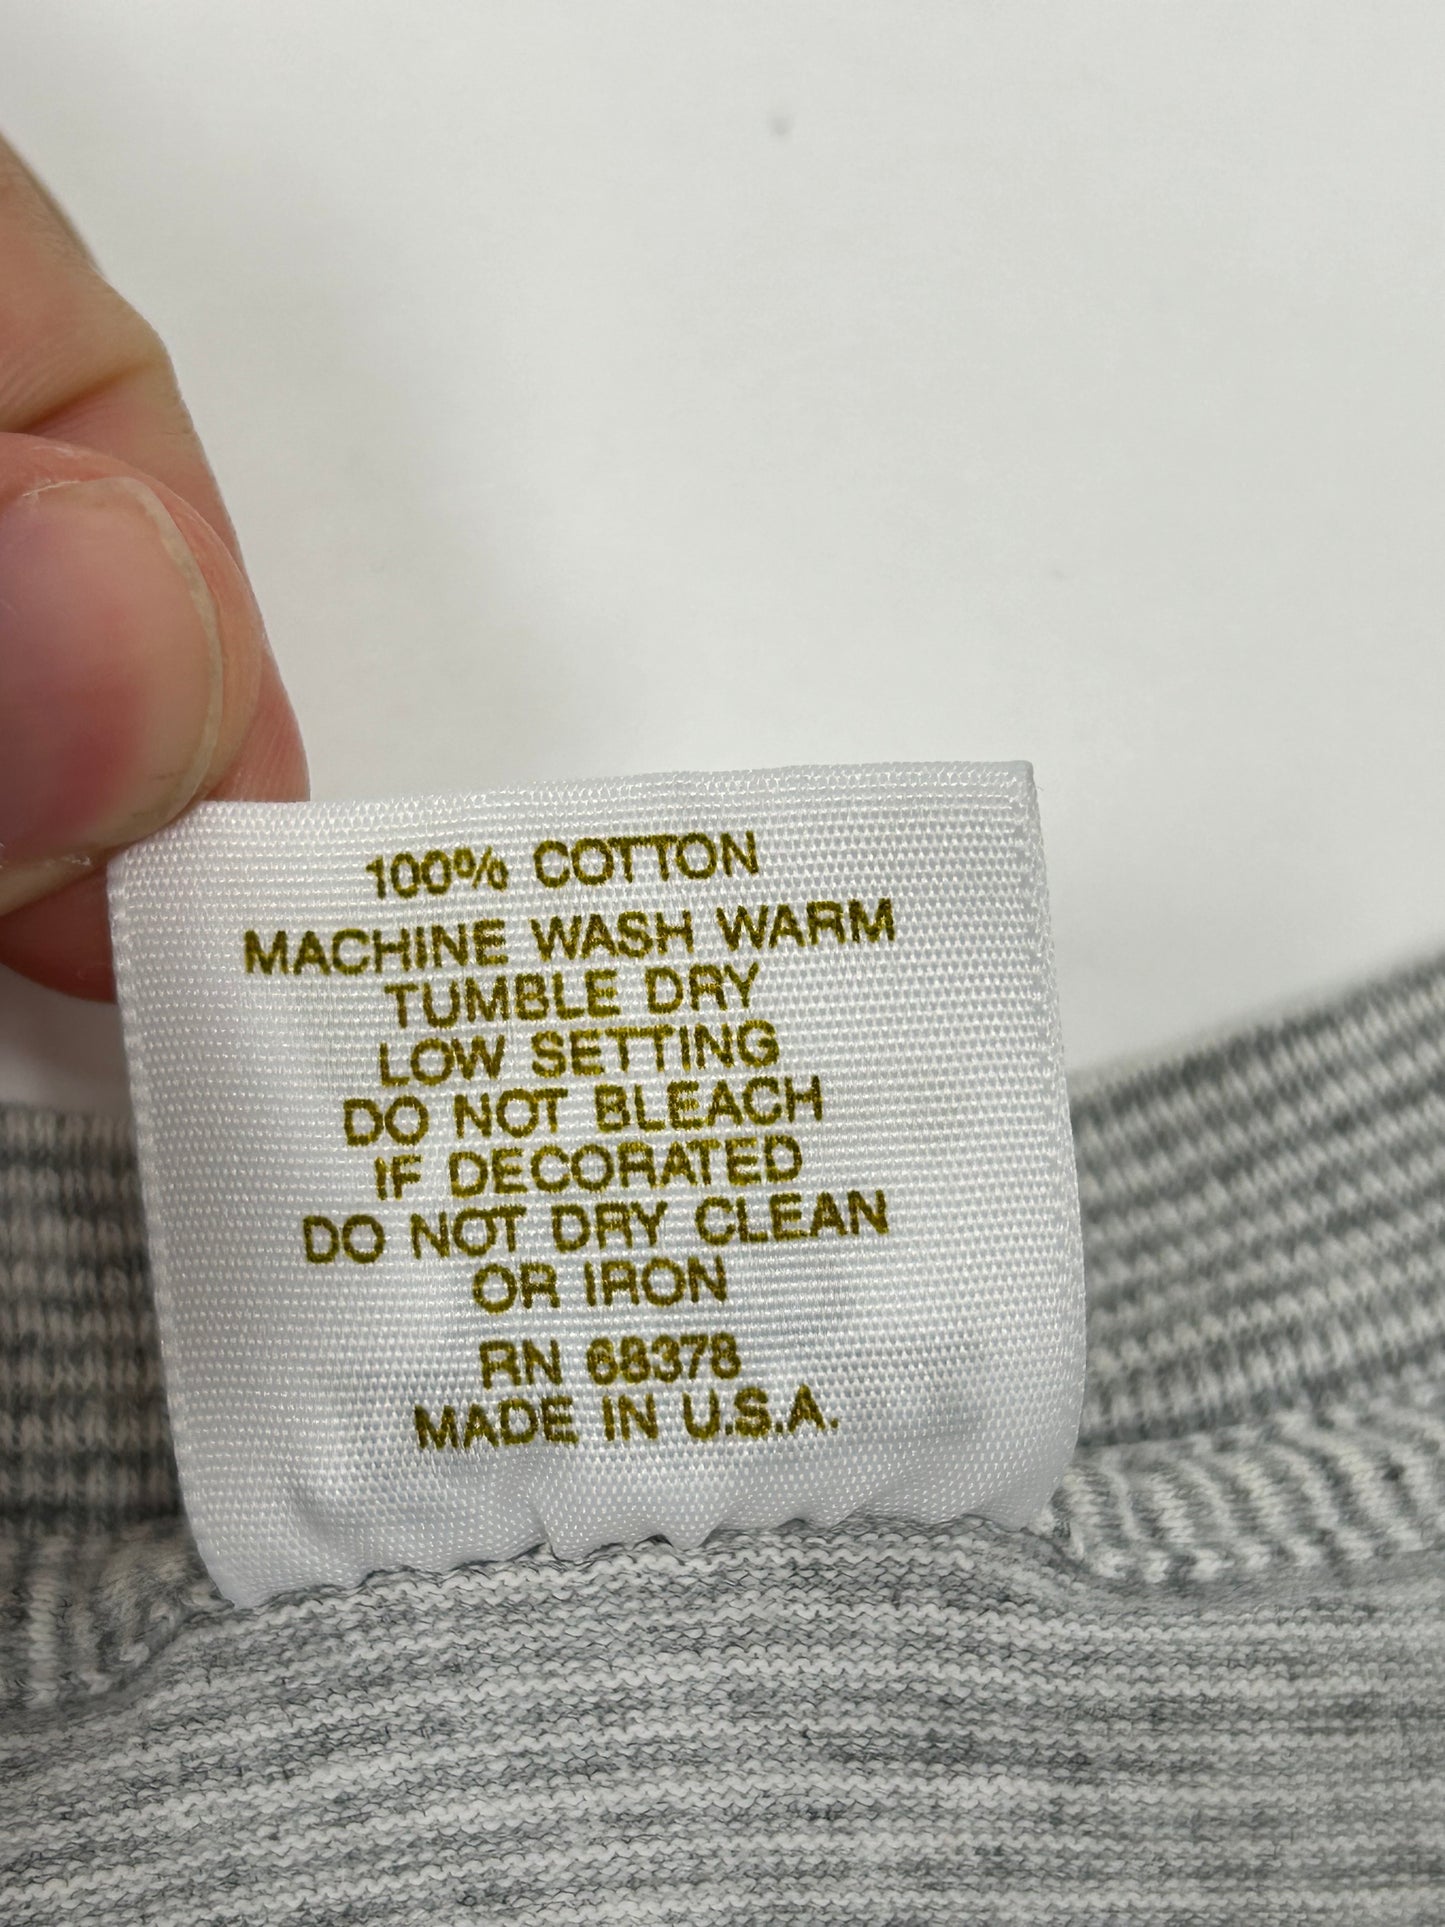 100% COTTON
MACHINE WASH WARM
TUMBLE DRY
LOW SETTING
DO NOT BLEACH
IF DECORATED
DO NOT DRY CLEAN
OR IRON
RN 68378
MADE IN U.S.A.